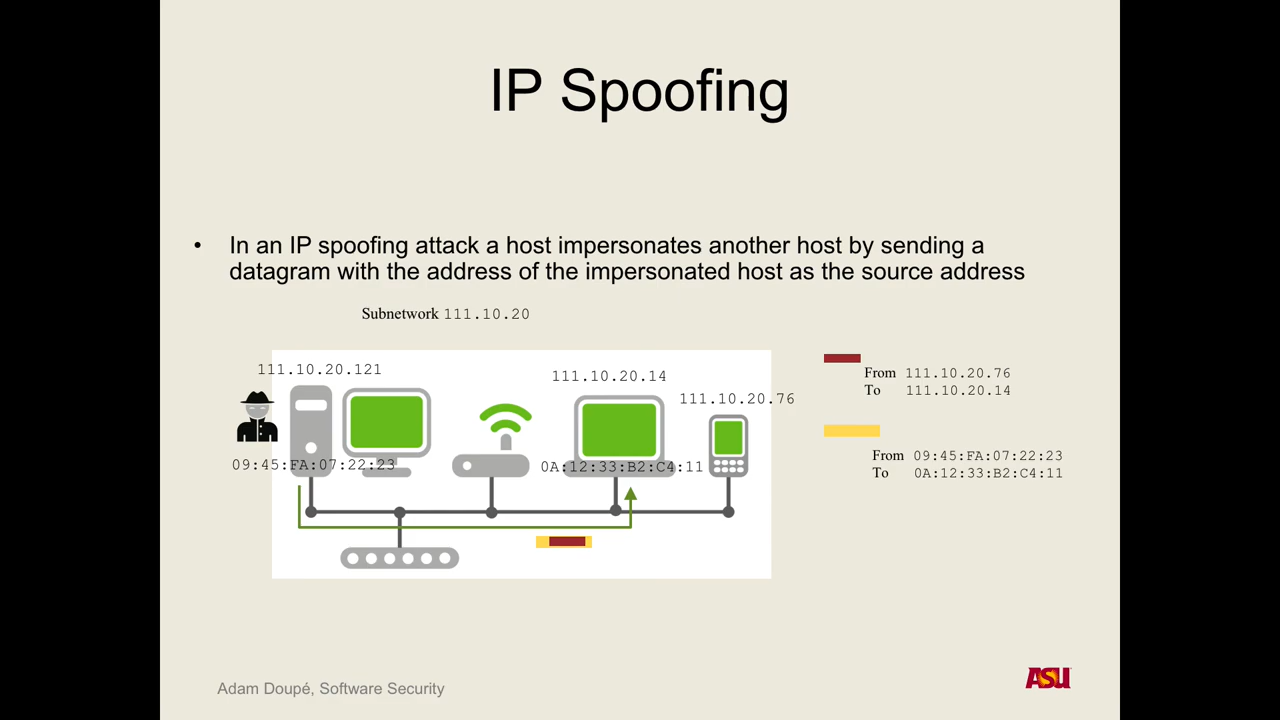 IP Spoofing
• In an IP spoofing attack a host impersonates another host by sending a
datagram with the address of the impersonated host as the source address
Subnetwork 111.10.20
111.10.20.121
111.10.20.14
111.10.20.76
09:45:FA:07:22:23
0A:12:33:B2:C4:11
From 111.10.20.76
To 111.10.20.14
From 09:45:FA:07:22:23
To 0A:12:33:B2:C4:11
Adam Doupé, Software Security
ASU